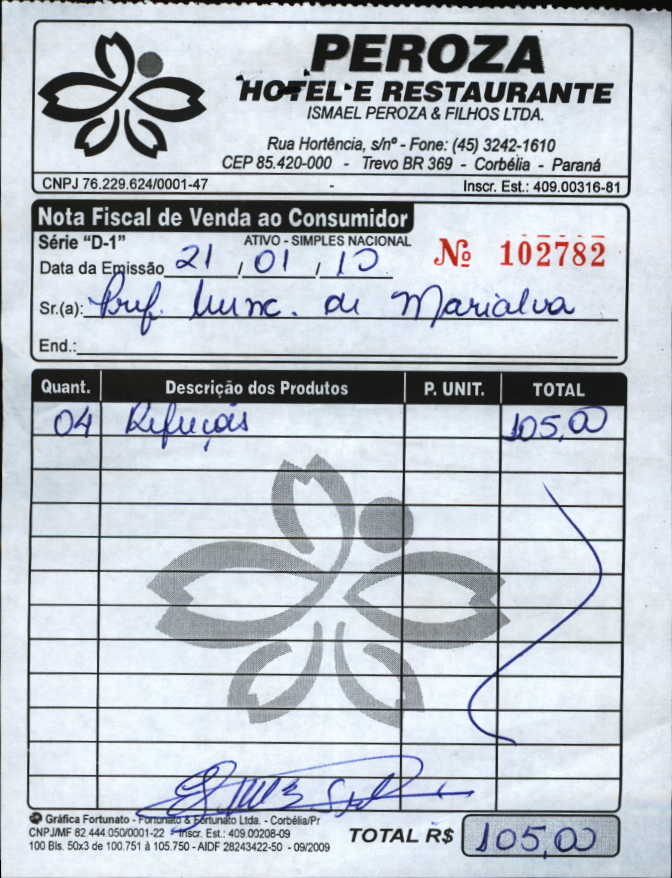 PEROZA
HOTEL E RESTAURANTE
ISMAEL PEROZA & FILHOS LTDA.
Rua Hortência, s/nº - Fone: (45) 3242-1610
CEP 85.420-000 - Trevo BR 369 - Corbélia - Paraná
CNPJ 76.229.624/0001-47 - Inscr. Est.: 409.00316-81
Nota Fiscal de Venda ao Consumidor
Série "D-1" ATIVO - SIMPLES NACIONAL Nº 102782
Data da Emissão 21 / 01 / 10
Sr.(a): Pref. Munc. de Marialva
End.:
Quant. Descrição dos Produtos P. UNIT. TOTAL
04 Refeições 105,00
Gráfica Fortunato - Fortunato & Fortunato Ltda. - Corbélia/Pr
CNPJ/MF 82.444.050/0001-22 - Inscr. Est.: 409.00208-09
100 Bls. 50x3 de 100.751 à 105.750 - AIDF 28243422-50 - 09/2009
TOTAL R$ 105,00